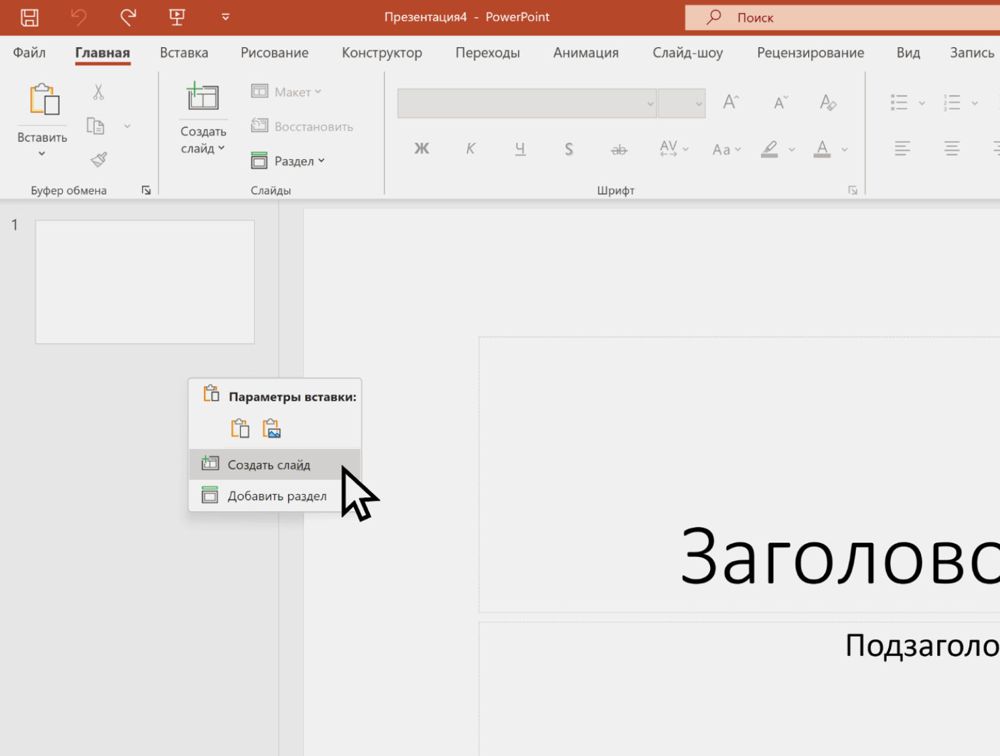 Презентация4 - PowerPoint
Поиск
Файл Главная Вставка Рисование Конструктор Переходы Анимация Слайд-шоу Рецензирование Вид Запись
Вставить
Создать
слайд
Макет
Восстановить
Раздел
Ж К Ч S ab AV Aa A
Буфер обмена
Слайды
Шрифт
1
Параметры вставки:
Создать слайд
Добавить раздел
Заголово
Подзаголо